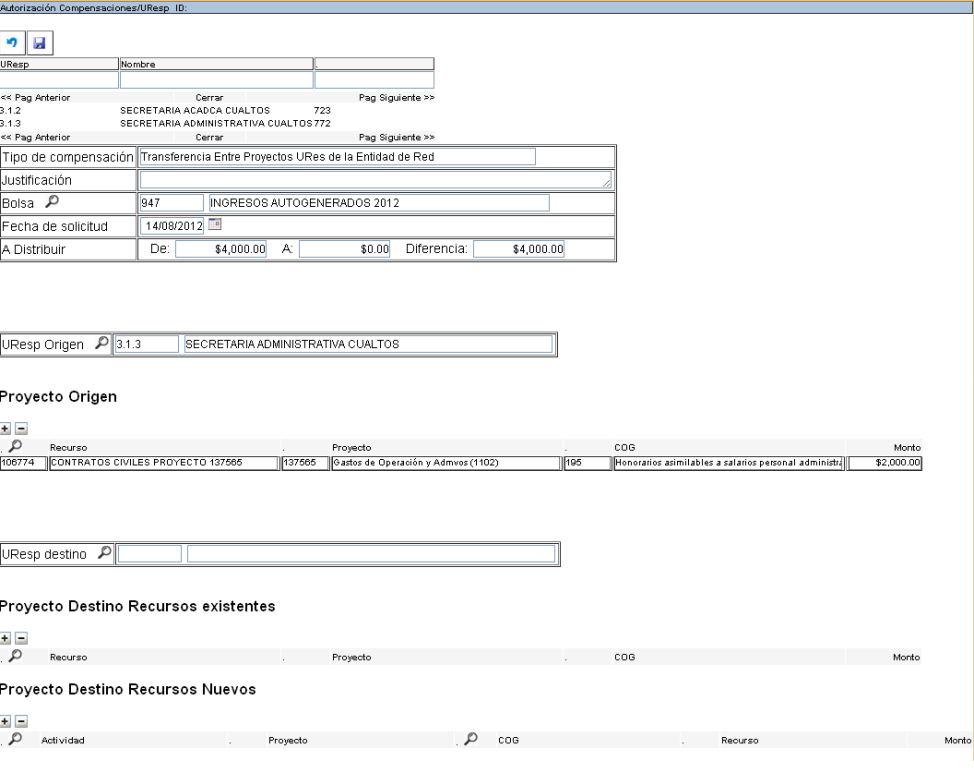 Autorización Compensaciones/UResp ID:
UResp Nombre .
<< Pag Anterior Cerrar Pag Siguiente >>
3.1.2 SECRETARIA ACADCA CUALTOS 723
3.1.3 SECRETARIA ADMINISTRATIVA CUALTOS 772
<< Pag Anterior Cerrar Pag Siguiente >>
Tipo de compensación Transferencia Entre Proyectos URes de la Entidad de Red
Justificación
Bolsa 947 INGRESOS AUTOGENERADOS 2012
Fecha de solicitud 14/08/2012
A Distribuir De: $4,000.00 A: $0.00 Diferencia: $4,000.00
UResp Origen 3.1.3 SECRETARIA ADMINISTRATIVA CUALTOS
Proyecto Origen
. Recurso . Proyecto . COG Monto
106774 CONTRATOS CIVILES PROYECTO 137565 137565 Gastos de Operación y Admvos (1102) 195 Honorarios asimilables a salarios personal administra $2,000.00
UResp destino
Proyecto Destino Recursos existentes
. Recurso . Proyecto . COG Monto
Proyecto Destino Recursos Nuevos
. Actividad . Proyecto . COG . Recurso Monto